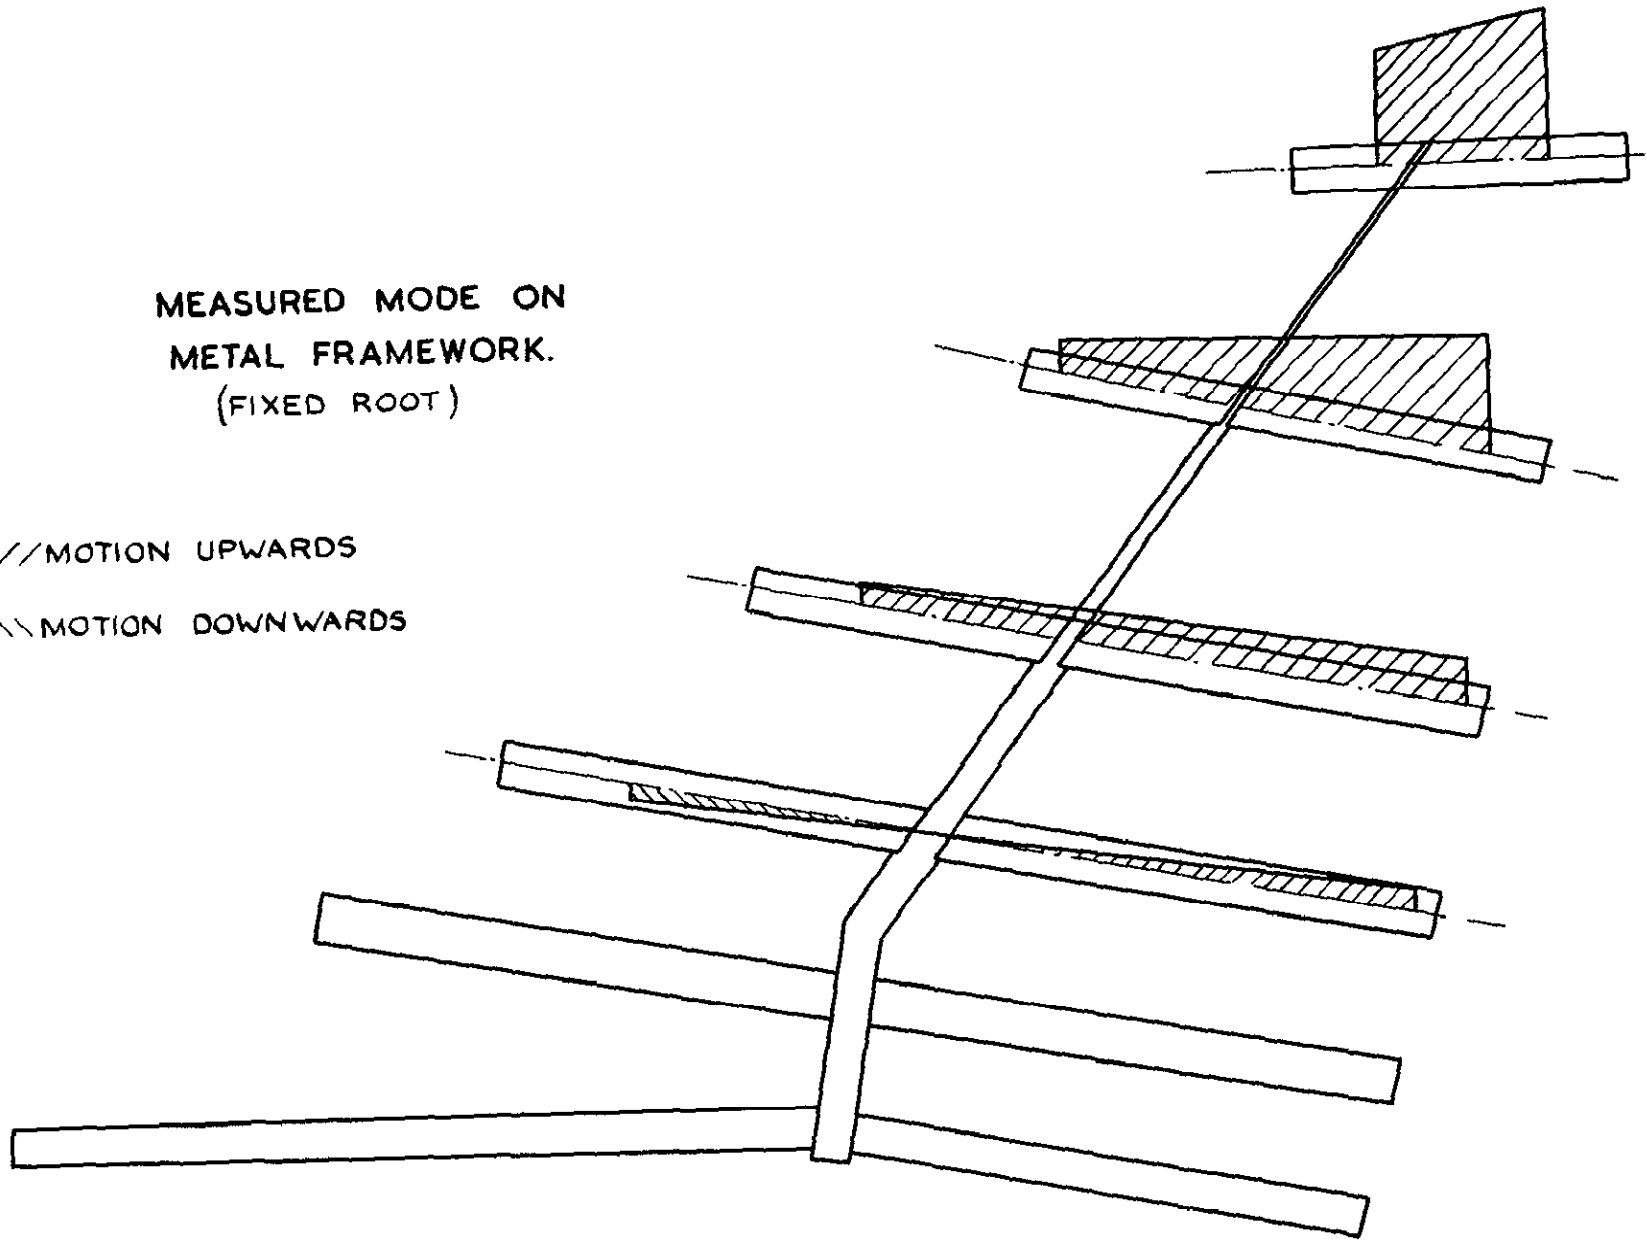 MEASURED MODE ON
METAL FRAMEWORK.
(FIXED ROOT)
//MOTION UPWARDS
\\MOTION DOWNWARDS